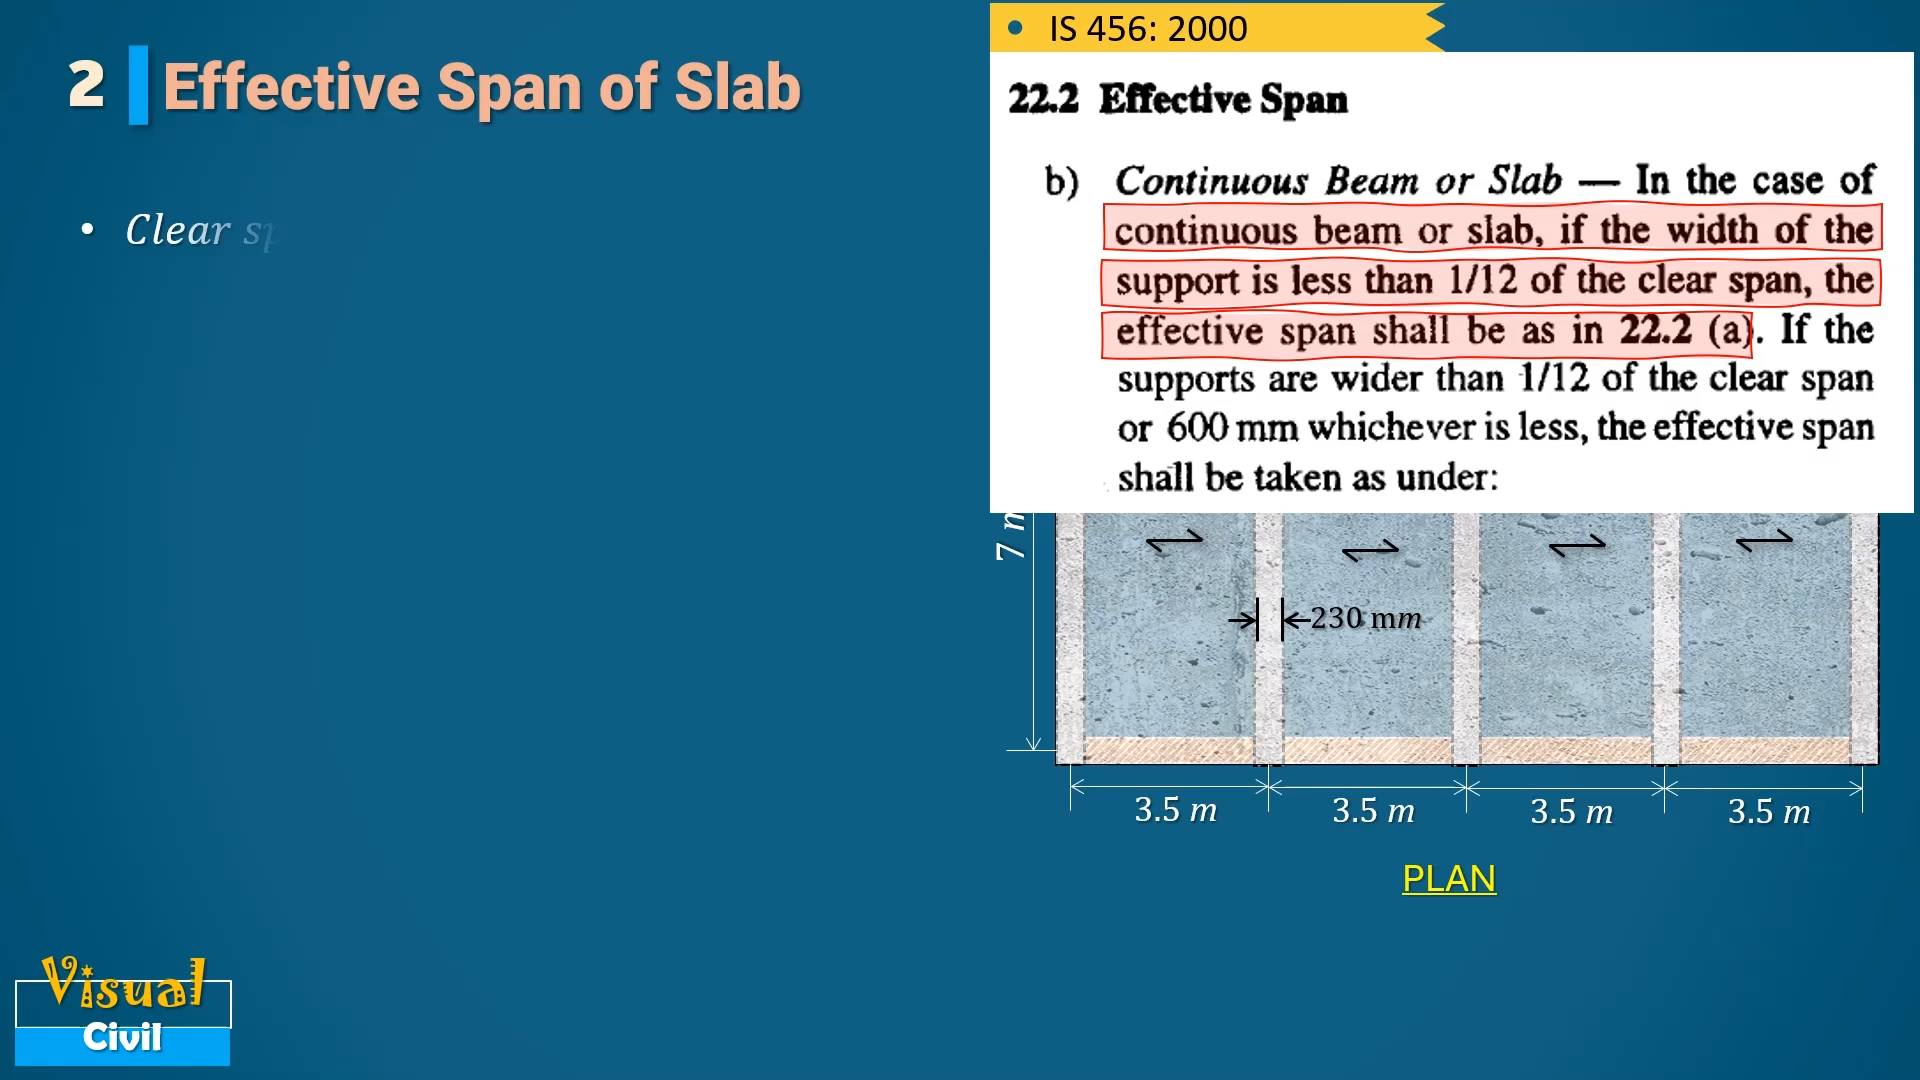 2 Effective Span of Slab
• Clear sp
• IS 456: 2000
22.2 Effective Span
b) Continuous Beam or Slab — In the case of
continuous beam or slab, if the width of the
support is less than 1/12 of the clear span, the
effective span shall be as in 22.2 (a). If the
supports are wider than 1/12 of the clear span
or 600 mm whichever is less, the effective span
shall be taken as under:
7
230 mm
3.5 m 3.5 m 3.5 m 3.5 m
PLAN
Visual
Civil